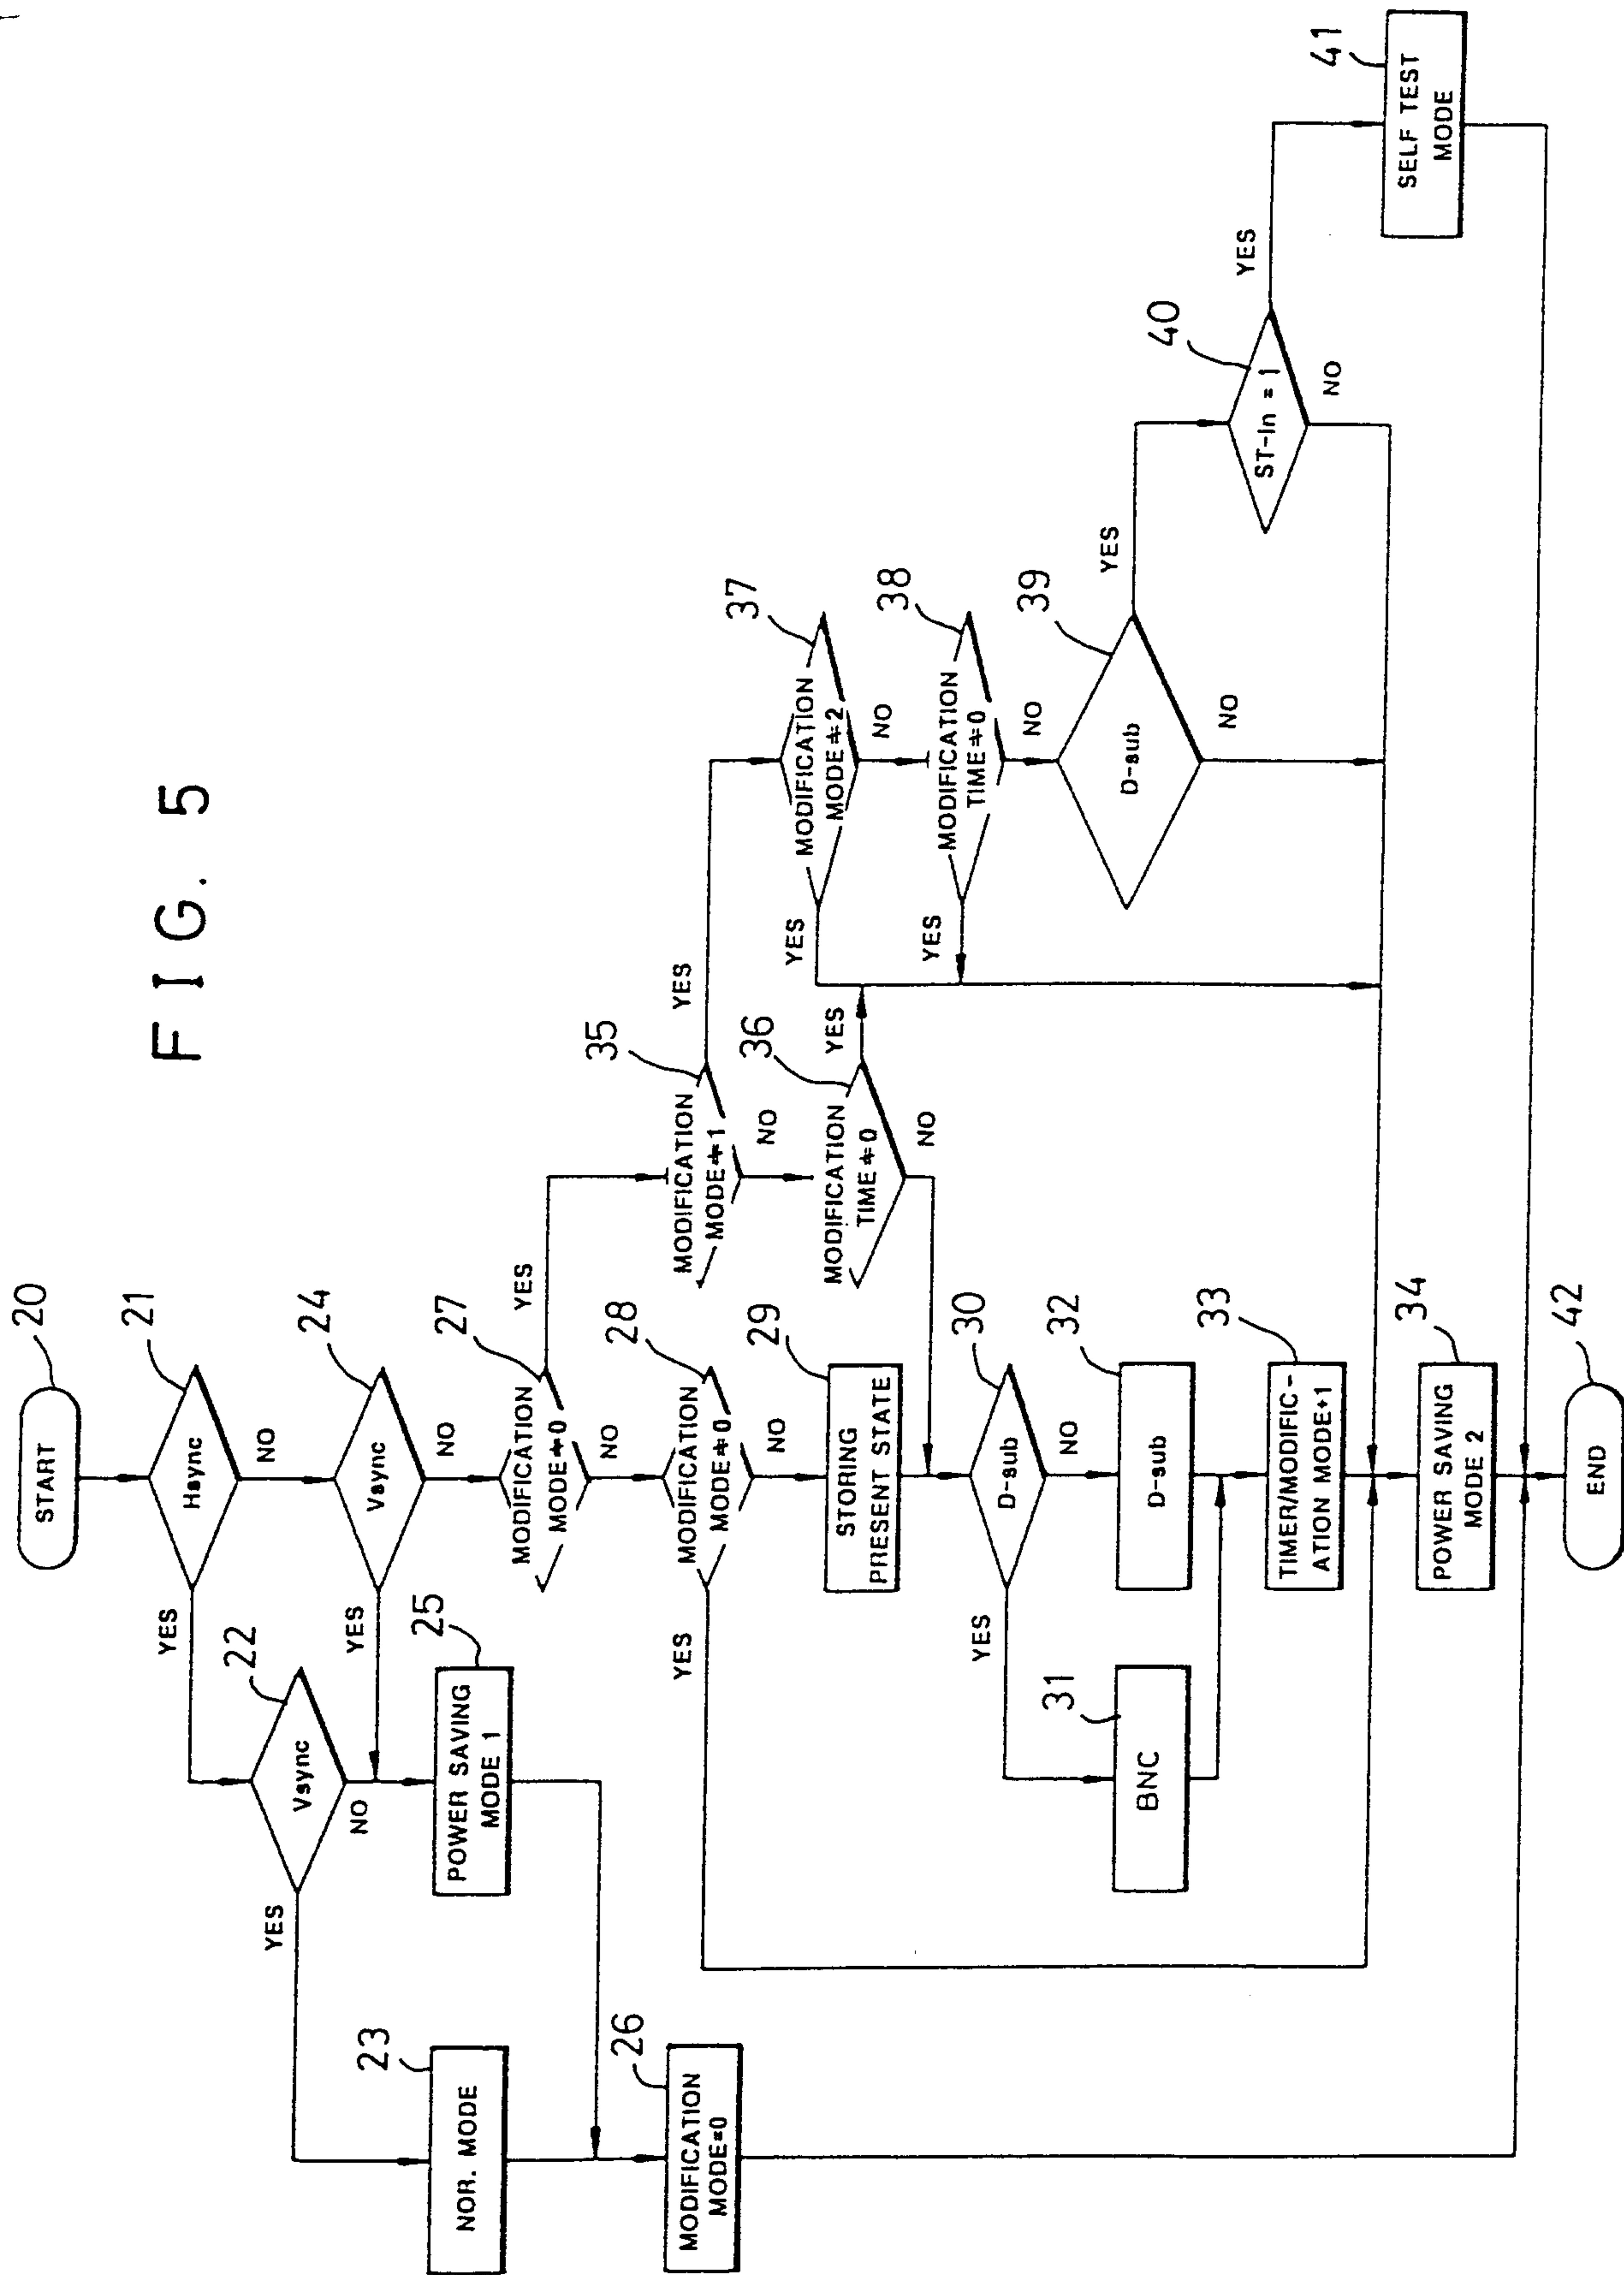 FIG. 5
START
20
Hsync
21
YES
NO
Vsync
22
YES
NO
NOR. MODE
23
Vsync
24
YES
NO
POWER SAVING
MODE 1
25
MODIFICATION
MODE=0
26
MODIFICATION
MODE≠0
27
YES
NO
MODIFICATION
MODE≠0
28
YES
NO
STORING
PRESENT STATE
29
D-sub
30
YES
NO
BNC
31
D-sub
32
TIMER/MODIFIC-
ATION MODE+1
33
POWER SAVING
MODE 2
34
MODIFICATION
MODE≠1
35
YES
NO
MODIFICATION
TIME≠0
36
YES
NO
MODIFICATION
MODE≠2
37
YES
NO
MODIFICATION
TIME≠0
38
YES
NO
D-sub
39
YES
NO
ST-In = 1
40
YES
NO
SELF TEST
MODE
41
END
42